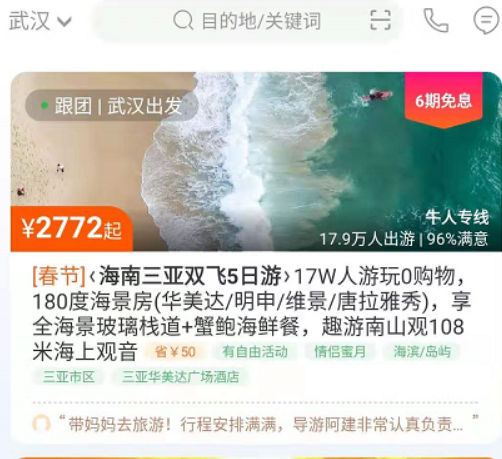 武汉
目的地/关键词
跟团 | 武汉出发
6期免息
¥2772起
牛人专线
17.9万人出游 | 96%满意
[春节]‹海南三亚双飞5日游›17W人游玩0购物，
180度海景房(华美达/明申/维景/唐拉雅秀)，享
全海景玻璃栈道+蟹鲍海鲜餐，趣游南山观108
米海上观音 省¥50 有自由活动 情侣蜜月 海滨/岛屿
三亚市区 三亚华美达广场酒店
“带妈妈去旅游！行程安排满满，导游阿建非常认真负责…”